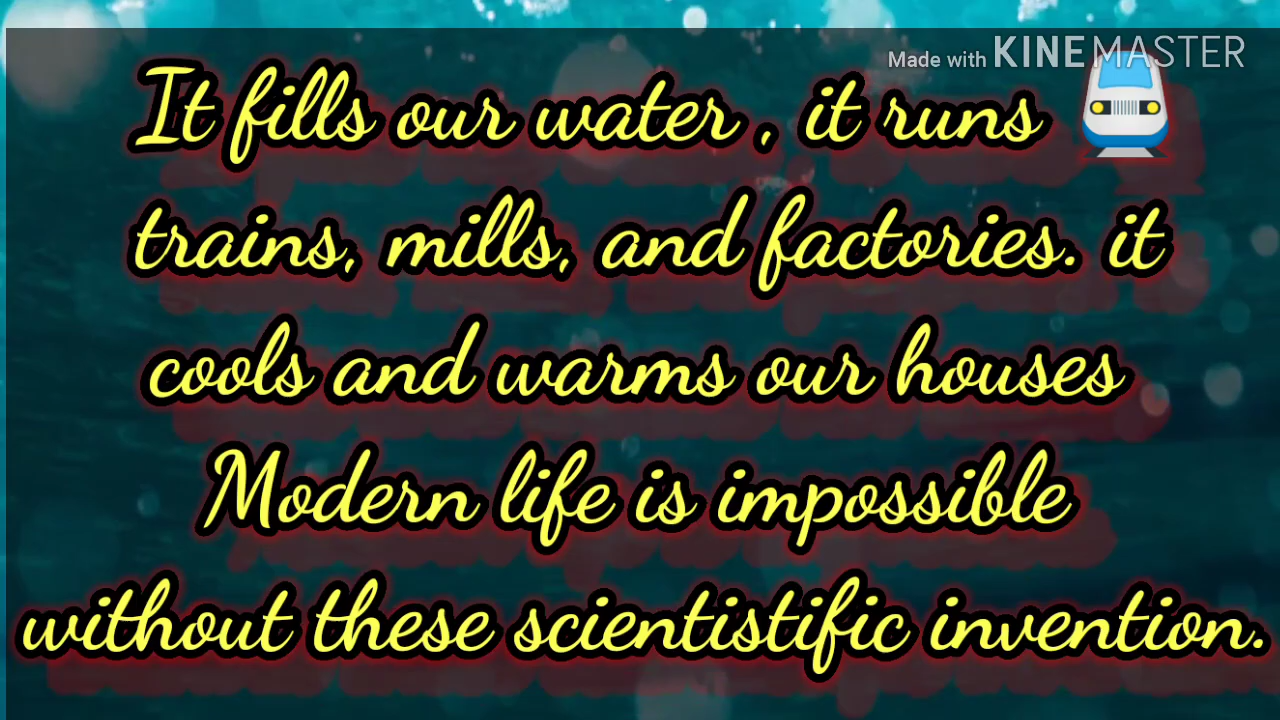 Made with KINEMASTER
It fills our water , it runs
trains, mills, and factories. it
cools and warms our houses
Modern life is impossible
without these scientistific invention.